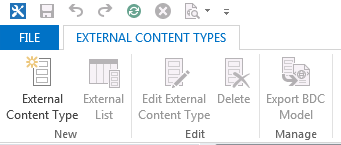 FILE EXTERNAL CONTENT TYPES
External External Edit External Delete Export BDC
Content Type List Content Type Model
New Edit Manage